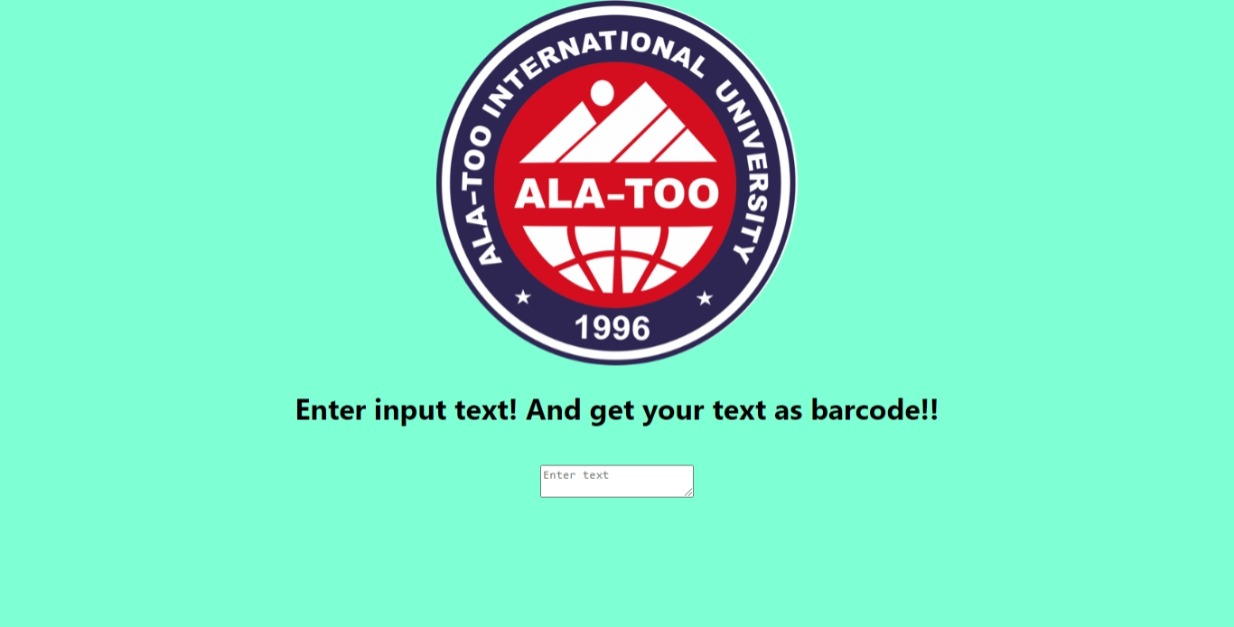 ALA-TOO INTERNATIONAL UNIVERSITY
ALA-TOO
1996
Enter input text! And get your text as barcode!!
Enter text